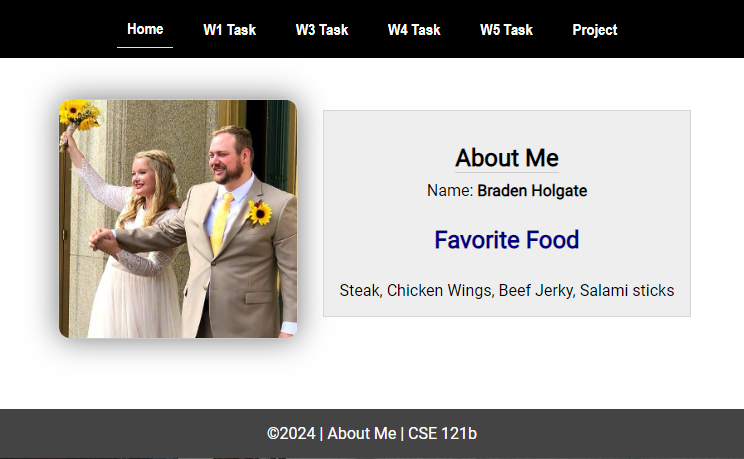 Home W1 Task W3 Task W4 Task W5 Task Project
About Me
Name: Braden Holgate
Favorite Food
Steak, Chicken Wings, Beef Jerky, Salami sticks
©2024 | About Me | CSE 121b